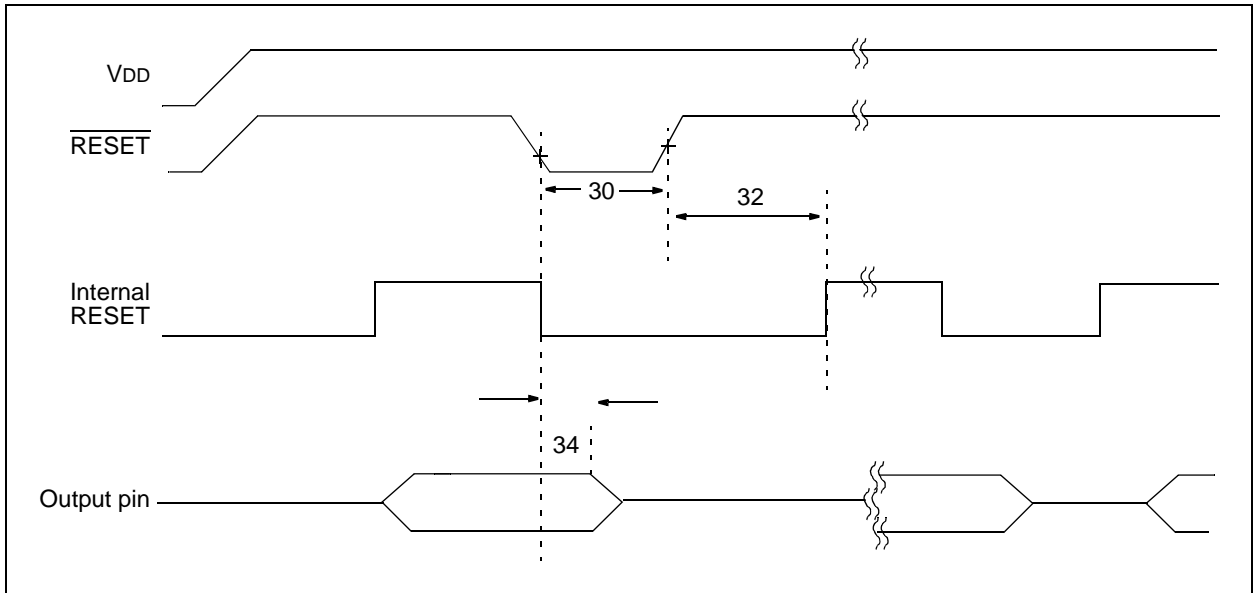 VDD
RESET
30
32
Internal
RESET
34
Output pin